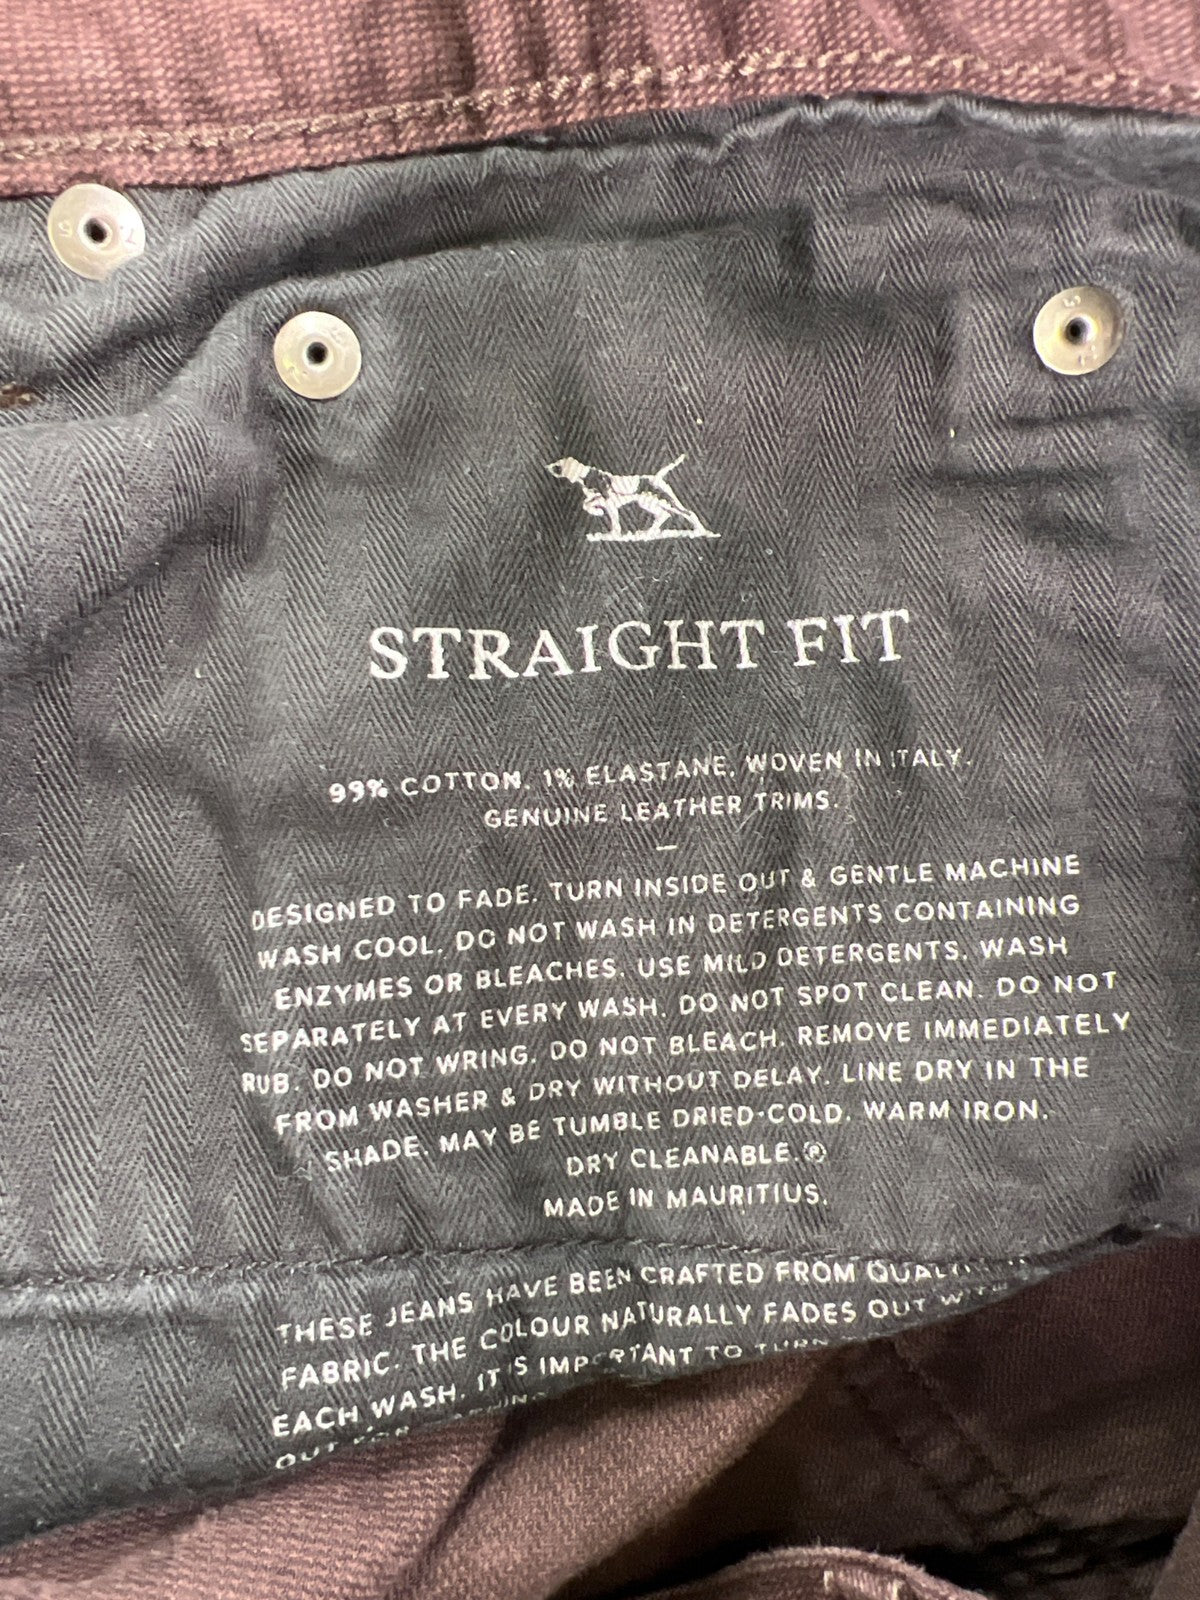 STRAIGHT FIT
99% COTTON. 1% ELASTANE. WOVEN IN ITALY.
GENUINE LEATHER TRIMS.
–
DESIGNED TO FADE. TURN INSIDE OUT & GENTLE MACHINE
WASH COOL. DO NOT WASH IN DETERGENTS CONTAINING
ENZYMES OR BLEACHES. USE MILD DETERGENTS. WASH
SEPARATELY AT EVERY WASH. DO NOT SPOT CLEAN. DO NOT
RUB. DO NOT WRING. DO NOT BLEACH. REMOVE IMMEDIATELY
FROM WASHER & DRY WITHOUT DELAY. LINE DRY IN THE
SHADE. MAY BE TUMBLE DRIED-COLD. WARM IRON.
DRY CLEANABLE.Ⓟ
MADE IN MAURITIUS.
THESE JEANS HAVE BEEN CRAFTED FROM
FABRIC. THE COLOUR NATURALLY FADES OUT WITH
EACH WASH. IT'S IMPORTANT TO TURN
OUT FOR